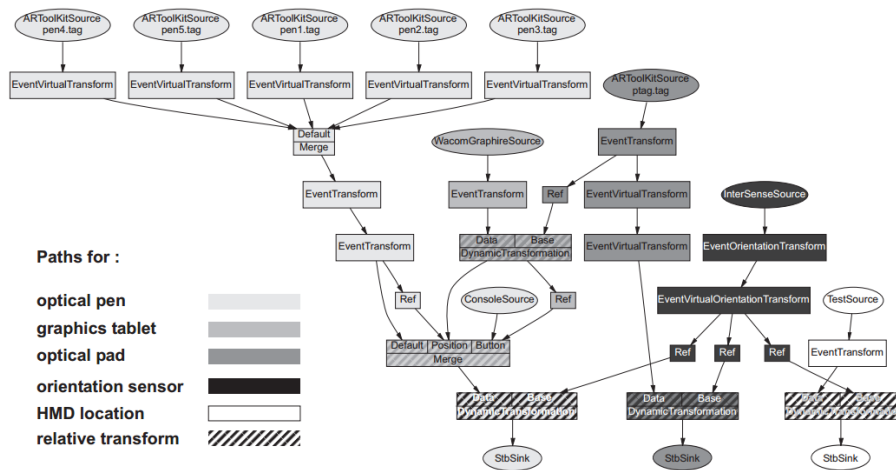 ARToolKitSource
pen4.tag
ARToolKitSource
pen5.tag
ARToolKitSource
pen1.tag
ARToolKitSource
pen2.tag
ARToolKitSource
pen3.tag
EventVirtualTransform
EventVirtualTransform
EventVirtualTransform
EventVirtualTransform
EventVirtualTransform
ARToolKitSource
ptag.tag
Default
Merge
WacomGraphireSource
EventTransform
EventTransform
EventTransform
Ref
EventVirtualTransform
InterSenseSource
EventTransform
Data
Base
DynamicTransformation
EventVirtualTransform
EventOrientationTransform
Paths for :
optical pen
graphics tablet
optical pad
orientation sensor
HMD location
relative transform
Ref
ConsoleSource
Ref
EventVirtualOrientationTransform
TestSource
Default
Position
Button
Merge
Ref
Ref
Ref
EventTransform
Data
Base
DynamicTransformation
Data
Base
DynamicTransformation
Data
Base
DynamicTransformation
StbSink
StbSink
StbSink